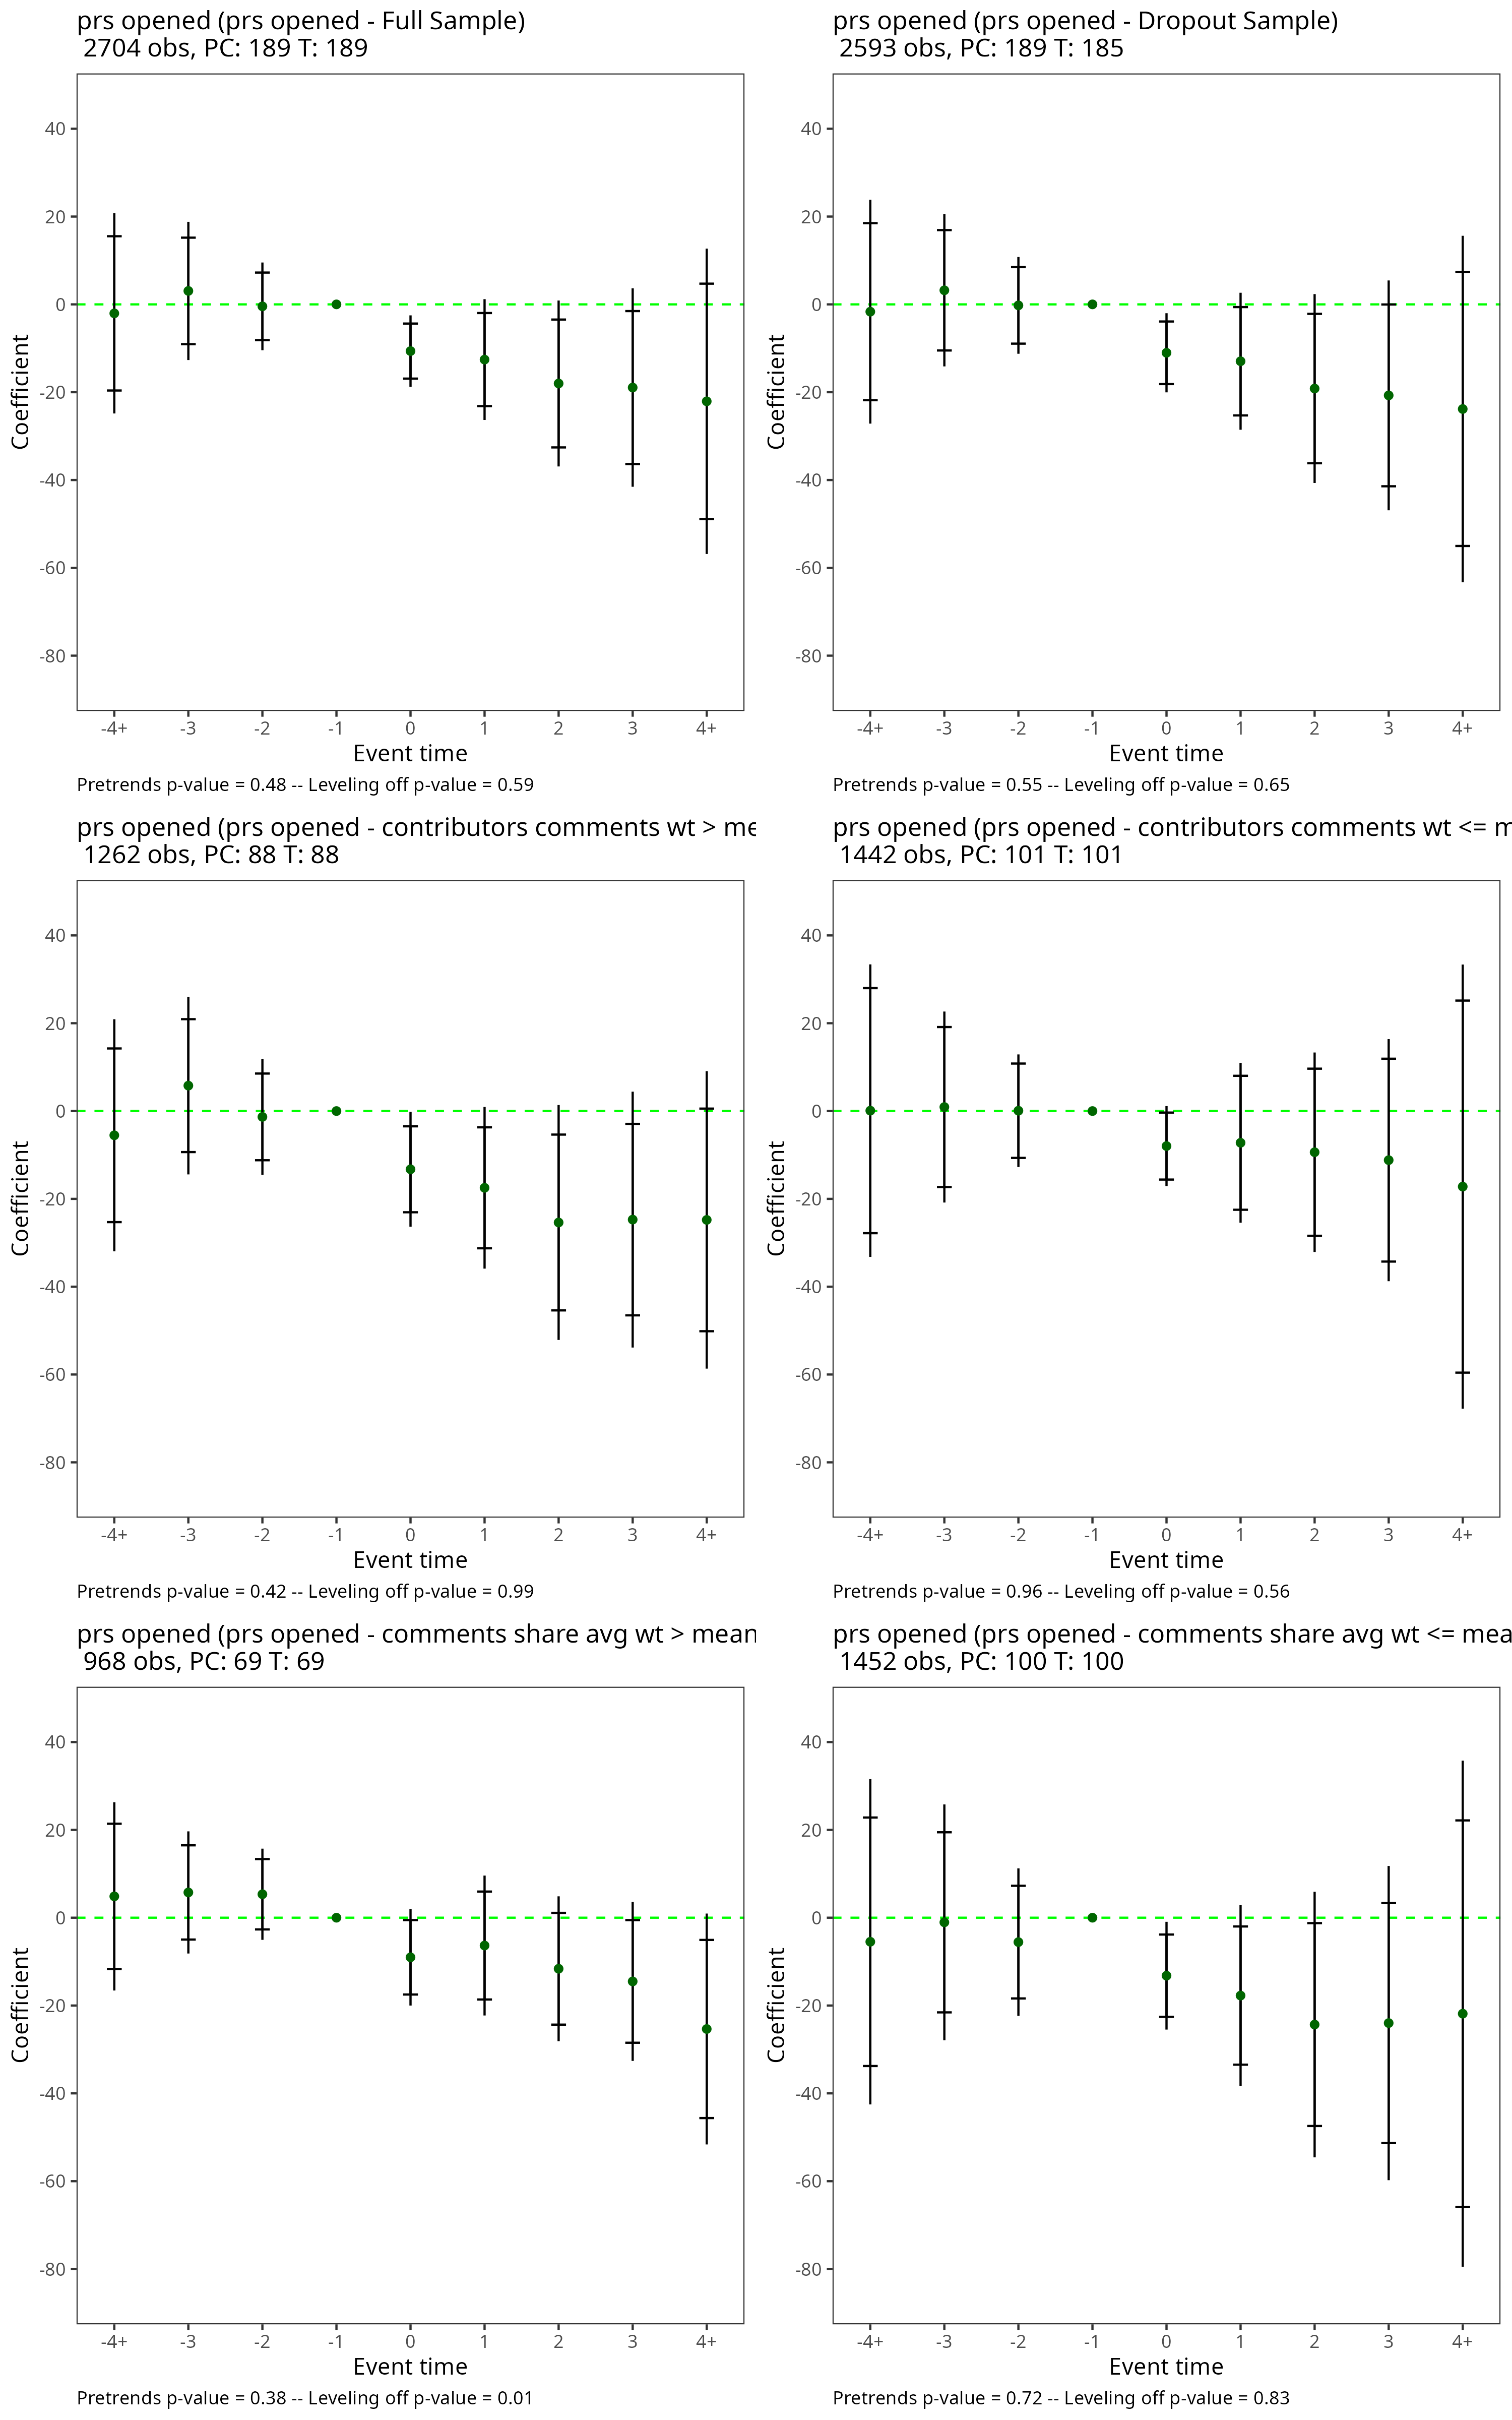 prs opened (prs opened - Full Sample)
2704 obs, PC: 189 T: 189
40
20
0
-20
-40
-60
-80
Coefficient
-4+ -3 -2 -1 0 1 2 3 4+
Event time
Pretrends p-value = 0.48 -- Leveling off p-value = 0.59
prs opened (prs opened - Dropout Sample)
2593 obs, PC: 189 T: 185
40
20
0
-20
-40
-60
-80
Coefficient
-4+ -3 -2 -1 0 1 2 3 4+
Event time
Pretrends p-value = 0.55 -- Leveling off p-value = 0.65
prs opened (prs opened - contributors comments wt > me
1262 obs, PC: 88 T: 88
40
20
0
-20
-40
-60
-80
Coefficient
-4+ -3 -2 -1 0 1 2 3 4+
Event time
Pretrends p-value = 0.42 -- Leveling off p-value = 0.99
prs opened (prs opened - contributors comments wt <= m
1442 obs, PC: 101 T: 101
40
20
0
-20
-40
-60
-80
Coefficient
-4+ -3 -2 -1 0 1 2 3 4+
Event time
Pretrends p-value = 0.96 -- Leveling off p-value = 0.56
prs opened (prs opened - comments share avg wt > mean
968 obs, PC: 69 T: 69
40
20
0
-20
-40
-60
-80
Coefficient
-4+ -3 -2 -1 0 1 2 3 4+
Event time
Pretrends p-value = 0.38 -- Leveling off p-value = 0.01
prs opened (prs opened - comments share avg wt <= mea
1452 obs, PC: 100 T: 100
40
20
0
-20
-40
-60
-80
Coefficient
-4+ -3 -2 -1 0 1 2 3 4+
Event time
Pretrends p-value = 0.72 -- Leveling off p-value = 0.83